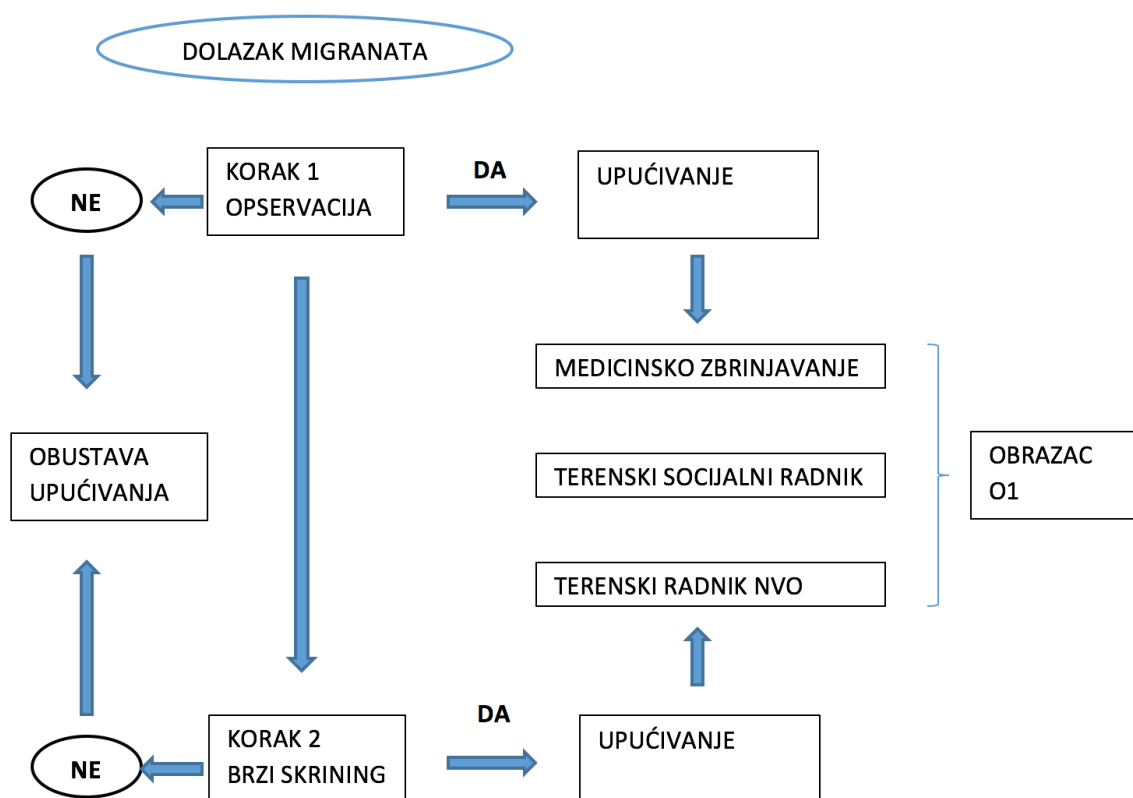 DOLAZAK MIGRANATA
NE
KORAK 1
OPSERVACIJA
DA
UPUĆIVANJE
MEDICINSKO ZBRINJAVANJE
OBUSTAVA
UPUĆIVANJA
TERENSKI SOCIJALNI RADNIK
OBRAZAC
O1
TERENSKI RADNIK NVO
NE
KORAK 2
BRZI SKRINING
DA
UPUĆIVANJE